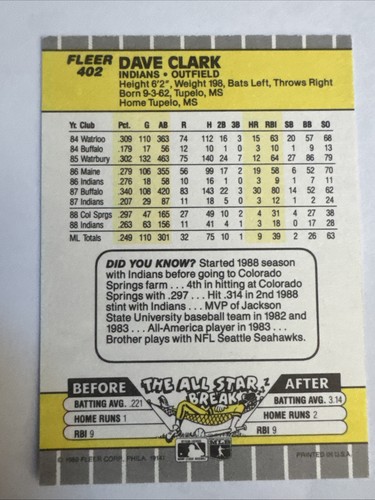 FLEER
402
DAVE CLARK
INDIANS • OUTFIELD
Height 6'2", Weight 198, Bats Left, Throws Right
Born 9-3-62, Tupelo, MS
Home Tupelo, MS
Yr. Club Pct. G AB R H 2B 3B HR RBI SB BB SO
84 Watrloo .309 110 363 74 112 16 3 15 63 20 57 68
84 Buffalo .179 17 56 12 10 1 0 3 10 1 9 13
85 Watrbury .302 132 463 75 140 24 7 12 64 27 86 79
86 Maine .279 106 355 56 99 17 2 19 58 6 52 70
86 Indians .276 18 58 10 16 1 0 3 9 1 7 11
87 Buffalo .340 108 420 83 143 22 3 30 80 14 52 62
87 Indians .207 29 87 11 18 5 0 3 12 1 2 24
88 Col Sprgs .297 47 165 27 49 10 2 4 31 4 27 38
88 Indians .263 63 156 11 41 4 1 3 18 0 17 28
ML Totals .249 110 301 32 75 10 1 9 39 2 26 63
DID YOU KNOW? Started 1988 season
with Indians before going to Colorado
Springs farm . . . 4th in hitting at Colorado
Springs with .297 . . . Hit .314 in 2nd 1988
stint with Indians . . . MVP of Jackson
State University baseball team in 1982 and
1983 . . . All-America player in 1983 . . .
Brother plays with NFL Seattle Seahawks.
BEFORE THE ALL STAR BREAK AFTER
BATTING AVG. .221 BATTING AVG. 3.14
HOME RUNS 1 HOME RUNS 2
RBI 9 RBI 9
FLEER CORP., PHILA. PRINTED IN U.S.A.